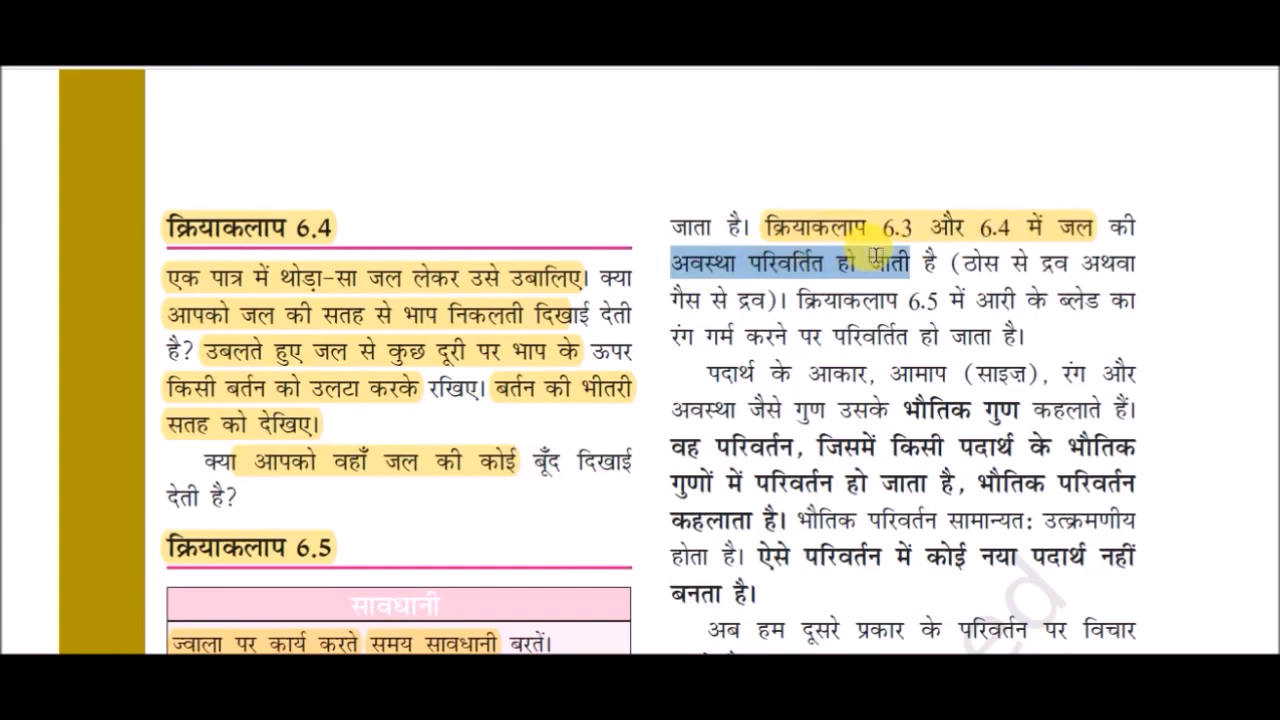 क्रियाकलाप 6.4
एक पात्र में थोड़ा-सा जल लेकर उसे उबालिए। क्या
आपको जल की सतह से भाप निकलती दिखाई देती
है? उबलते हुए जल से कुछ दूरी पर भाप के ऊपर
किसी बर्तन को उलटा करके रखिए। बर्तन की भीतरी
सतह को देखिए।
क्या आपको वहाँ जल की कोई बूँद दिखाई
देती है?
क्रियाकलाप 6.5
सावधानी
ज्वाला पर कार्य करते समय सावधानी बरतें।
जाता है। क्रियाकलाप 6.3 और 6.4 में जल की
अवस्था परिवर्तित हो जाती है (ठोस से द्रव अथवा
गैस से द्रव)। क्रियाकलाप 6.5 में आरी के ब्लेड का
रंग गर्म करने पर परिवर्तित हो जाता है।
पदार्थ के आकार, आमाप (साइज़), रंग और
अवस्था जैसे गुण उसके भौतिक गुण कहलाते हैं।
वह परिवर्तन, जिसमें किसी पदार्थ के भौतिक
गुणों में परिवर्तन हो जाता है, भौतिक परिवर्तन
कहलाता है। भौतिक परिवर्तन सामान्यत: उत्क्रमणीय
होता है। ऐसे परिवर्तन में कोई नया पदार्थ नहीं
बनता है।
अब हम दूसरे प्रकार के परिवर्तन पर विचार